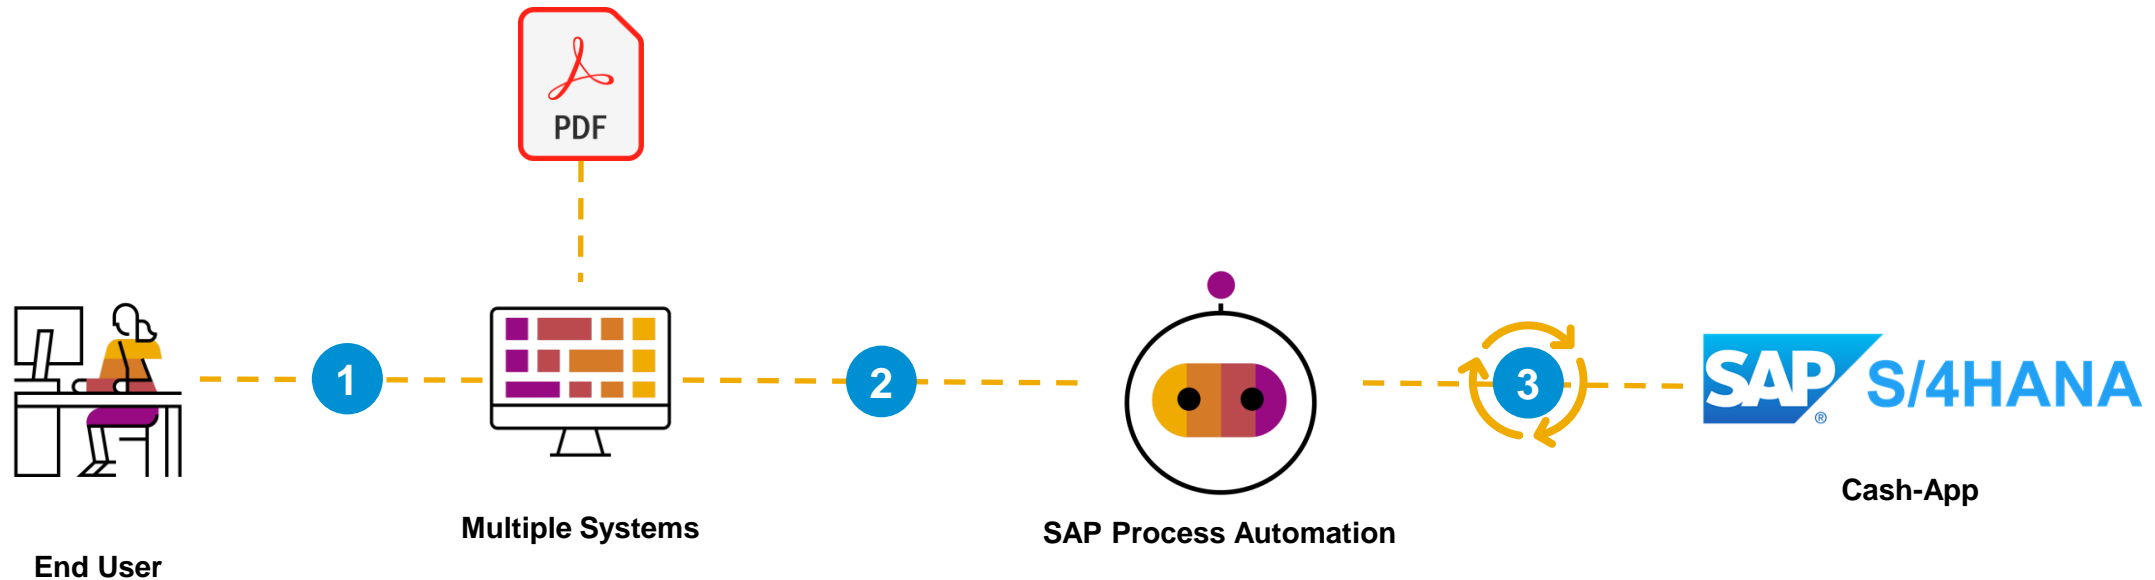 PDF
1
2
3
SAP ®
S/4HANA
Cash-App
Multiple Systems
SAP Process Automation
End User